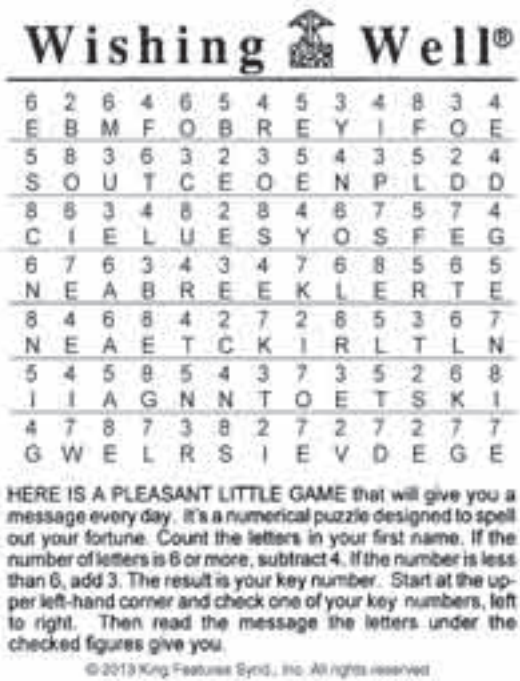 Wishing Well®
6 2 6 4 6 5 4 5 3 4 8 3 4
E B M F O B R E Y I F O E
5 8 3 6 3 2 3 5 4 3 5 2 4
S O U T C E O E N P L D D
8 6 3 4 8 2 8 4 6 7 5 7 4
C I E L U E S Y O S F E G
6 7 6 3 4 3 4 7 6 8 5 6 5
N E A B R E E K L E R T E
8 4 6 8 4 2 7 2 8 5 3 6 7
N E A E T C K I R L T L N
5 4 5 8 5 4 3 7 3 5 2 6 8
I I A G N N T O E T S K I
4 7 8 7 3 8 2 7 2 7 2 7 7
G W E L R S I E V D E G E
HERE IS A PLEASANT LITTLE GAME that will give you a
message every day. It's a numerical puzzle designed to spell
out your fortune. Count the letters in your first name. If the
number of letters is 6 or more, subtract 4. If the number is less
than 6, add 3. The result is your key number. Start at the up-
per left-hand corner and check one of your key numbers, left
to right. Then read the message the letters under the
checked figures give you.
© 2013 King Features Synd., Inc. All rights reserved